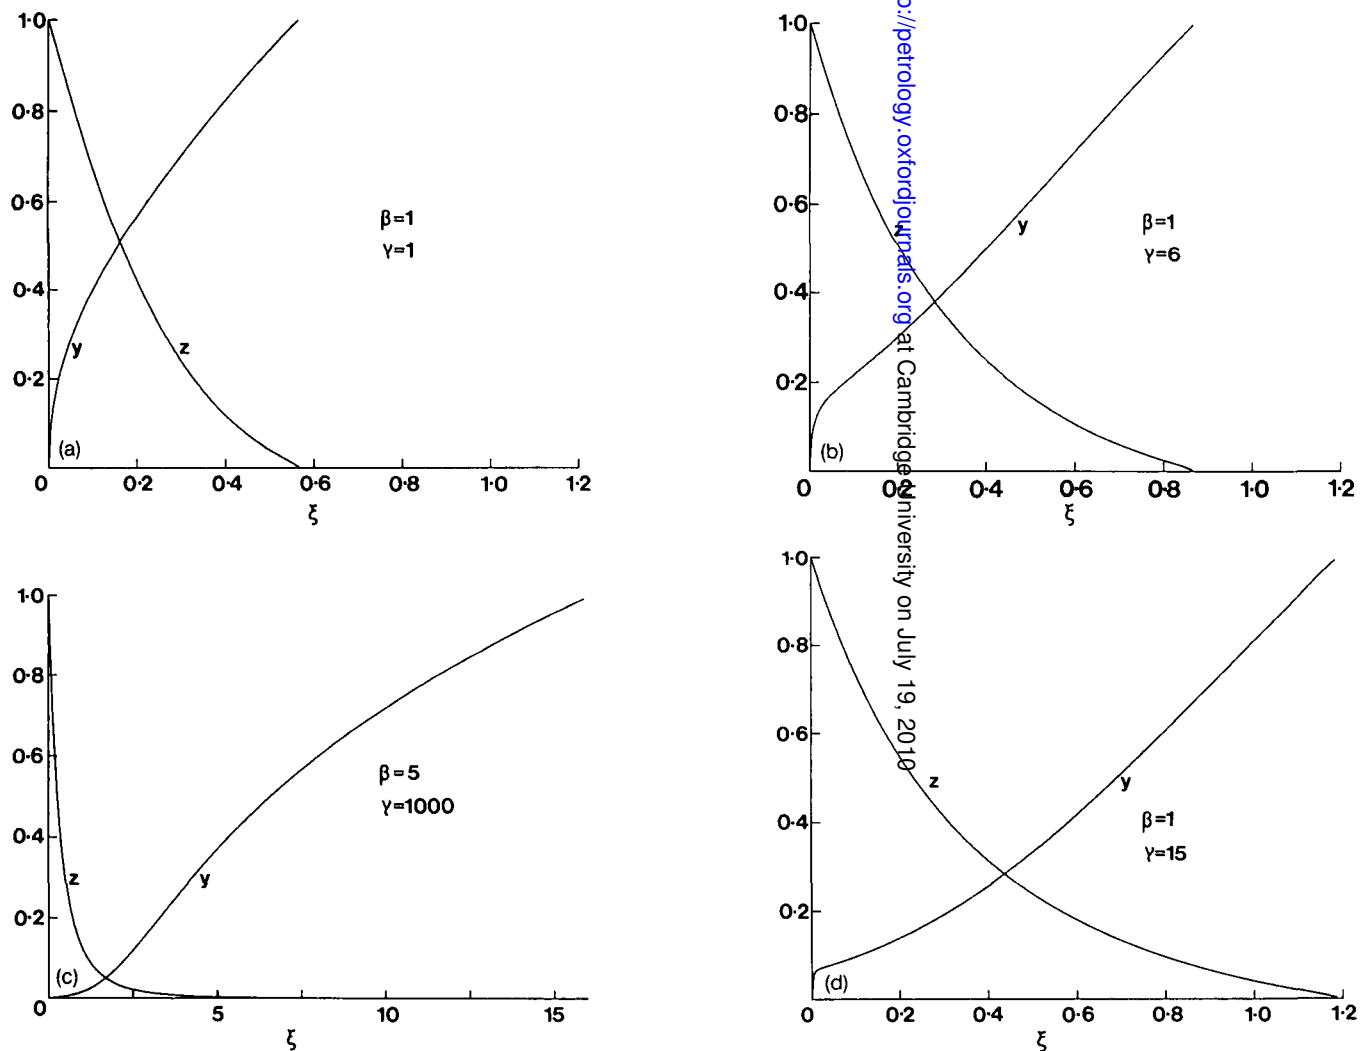 1·0
0·8
0·6
0·4
0·2
y
z
β=1
γ=1
(a)
0 0·2 0·4 0·6 0·8 1·0 1·2
ξ
1·0
0·8
0·6
0·4
0·2
z
y
β=1
γ=6
(b)
0 0·2 0·4 0·6 0·8 1·0 1·2
ξ
1·0
0·8
0·6
0·4
0·2
z
y
β=5
γ=1000
(c)
0 5 10 15
ξ
1·0
0·8
0·6
0·4
0·2
z
y
β=1
γ=15
(d)
0 0·2 0·4 0·6 0·8 1·0 1·2
ξ
p://petrology.oxfordjournals.org at Cambridge University on July 19, 2010